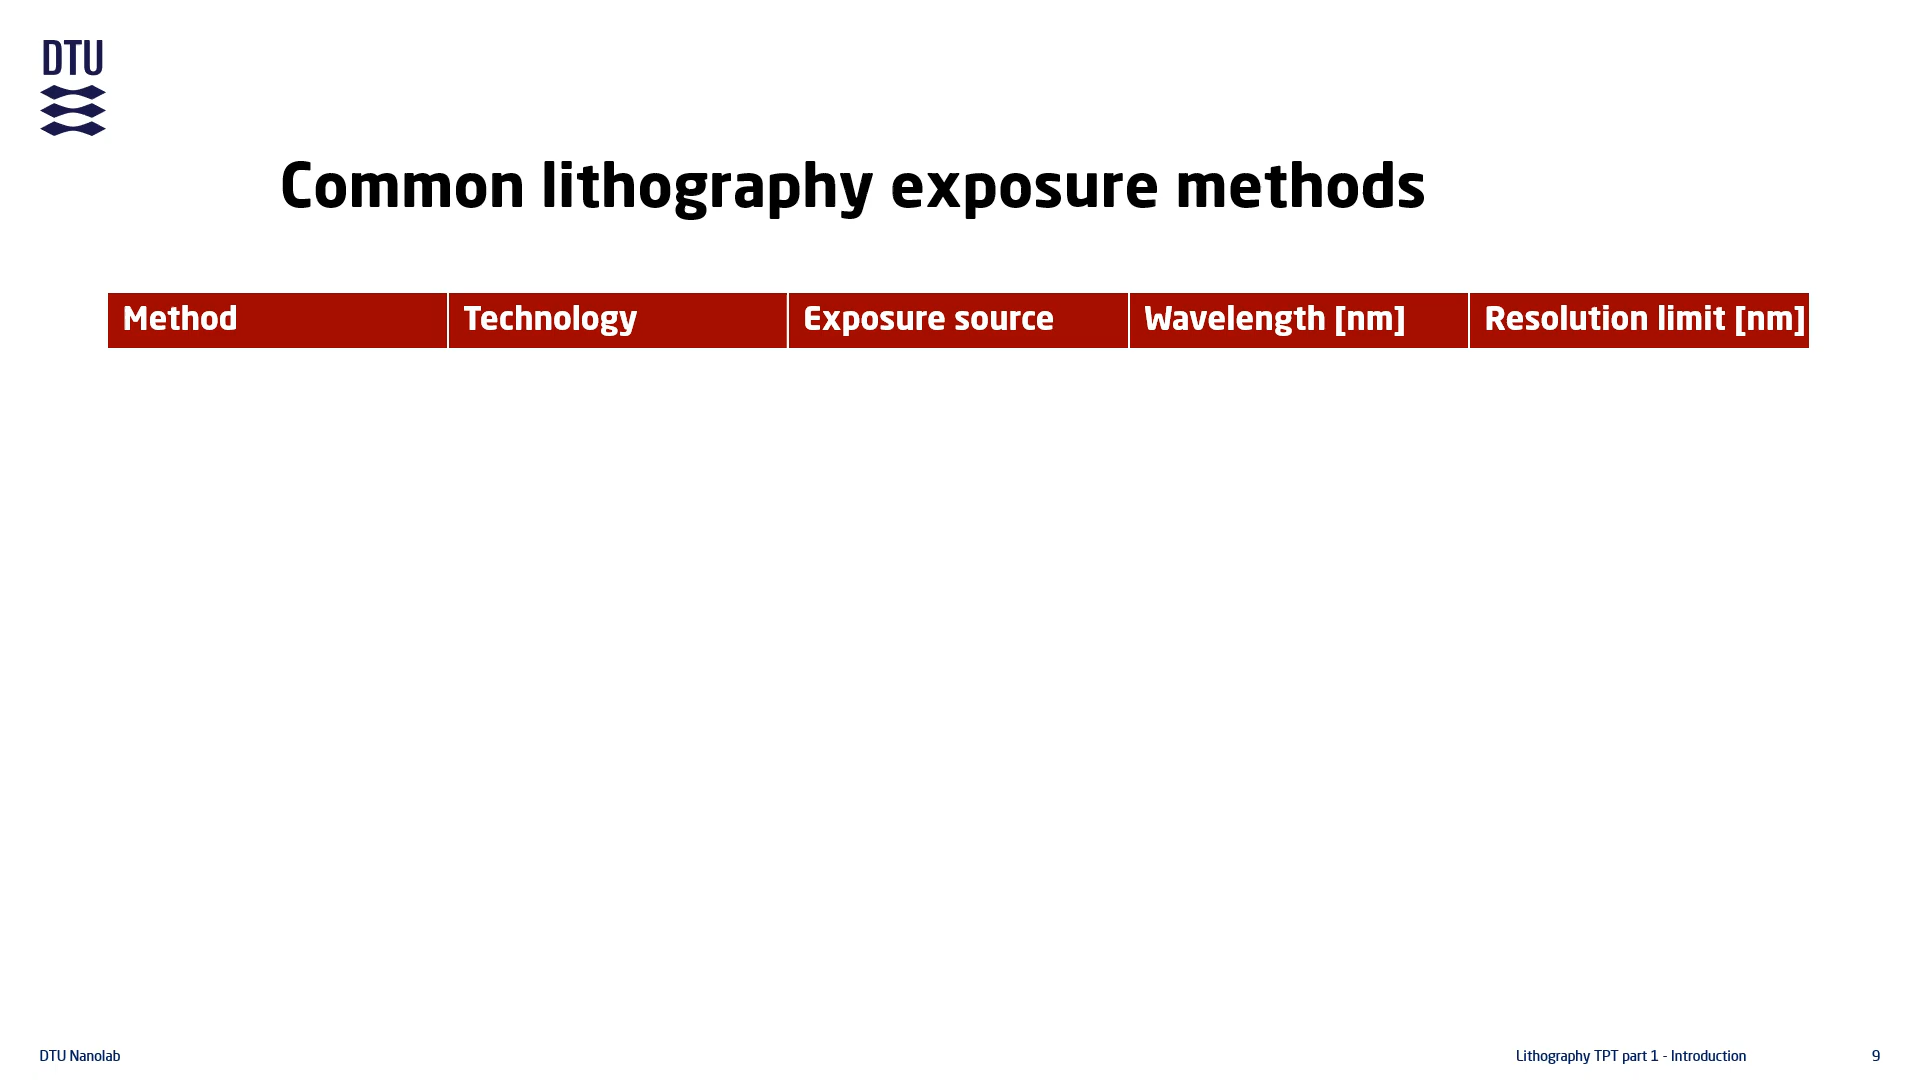 DTU
Common lithography exposure methods
Method Technology Exposure source Wavelength [nm] Resolution limit [nm]
DTU Nanolab Lithography TPT part 1 - Introduction 9